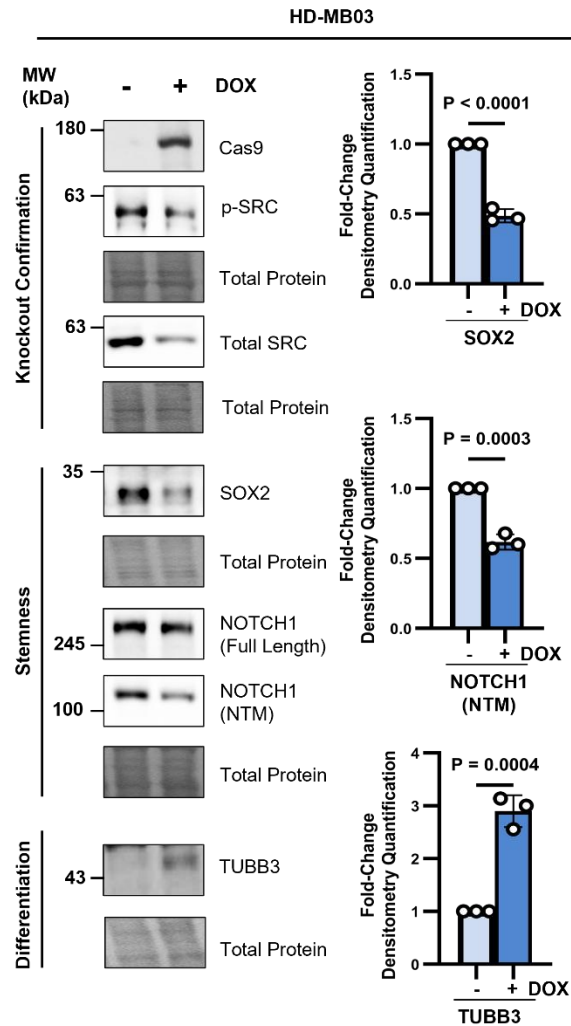 HD-MB03
MW
(kDa)
- + DOX
Knockout Confirmation
180
Cas9
63
p-SRC
Total Protein
63
Total SRC
Total Protein
Stemness
35
SOX2
Total Protein
NOTCH1
(Full Length)
245
NOTCH1
(NTM)
100
Total Protein
Differentiation
TUBB3
43
Total Protein
Fold-Change
Densitometry Quantification
1.5
P < 0.0001
1.0
0.5
0.0
- + DOX
SOX2
Fold-Change
Densitometry Quantification
1.5
P = 0.0003
1.0
0.5
0.0
- + DOX
NOTCH1
(NTM)
Fold-Change
Densitometry Quantification
4
P = 0.0004
3
2
1
0
- + DOX
TUBB3